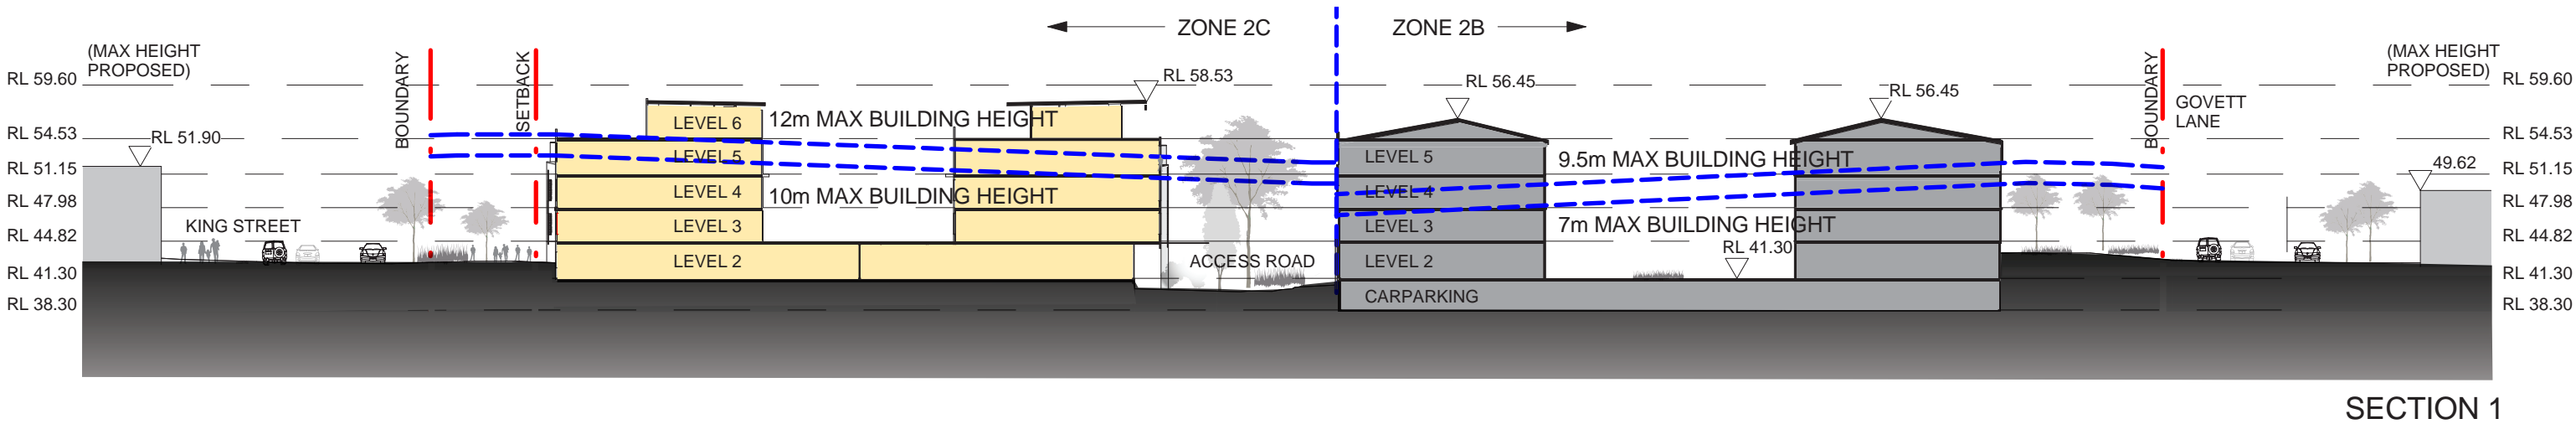 ZONE 2C
ZONE 2B
(MAX HEIGHT
PROPOSED)
RL 59.60
RL 54.53
RL 51.15
RL 47.98
RL 44.82
RL 41.30
RL 38.30
RL 51.90
KING STREET
BOUNDARY
SETBACK
LEVEL 6
LEVEL 5
LEVEL 4
LEVEL 3
LEVEL 2
12m MAX BUILDING HEIGHT
10m MAX BUILDING HEIGHT
RL 58.53
ACCESS ROAD
RL 56.45
LEVEL 5
LEVEL 4
LEVEL 3
LEVEL 2
CARPARKING
9.5m MAX BUILDING HEIGHT
7m MAX BUILDING HEIGHT
RL 41.30
RL 56.45
BOUNDARY
GOVETT
LANE
49.62
(MAX HEIGHT
PROPOSED)
RL 59.60
RL 54.53
RL 51.15
RL 47.98
RL 44.82
RL 41.30
RL 38.30
SECTION 1